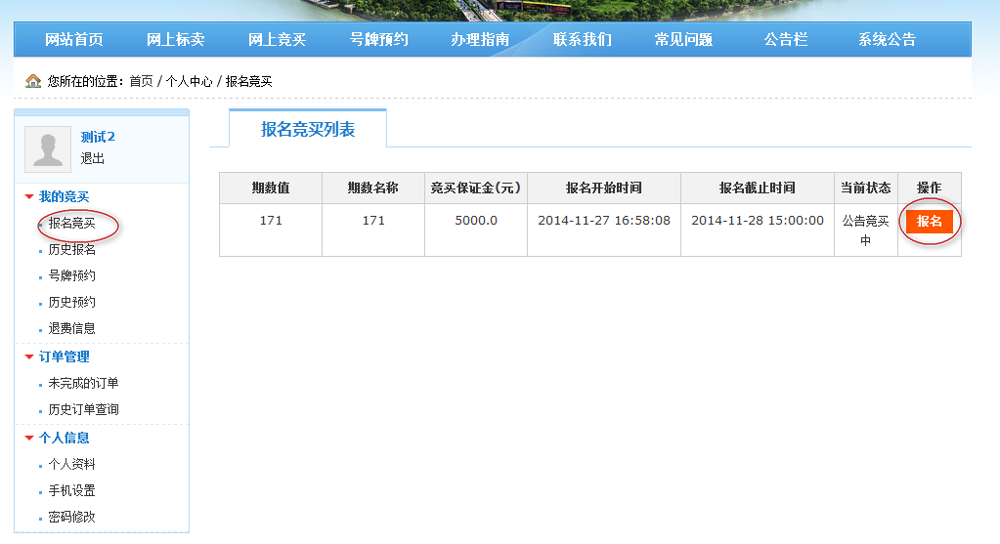 网站首页 网上标卖 网上竞买 号牌预约 办理指南 联系我们 常见问题 公告栏 系统公告
您所在的位置：首页 / 个人中心 / 报名竞买
测试2
退出
我的竞买
报名竞买
历史报名
号牌预约
历史预约
退费信息
订单管理
未完成的订单
历史订单查询
个人信息
个人资料
手机设置
密码修改
报名竞买列表
期数值 期数名称 竞买保证金(元) 报名开始时间 报名截止时间 当前状态 操作
171 171 5000.0 2014-11-27 16:58:08 2014-11-28 15:00:00 公告竞买 报名
中